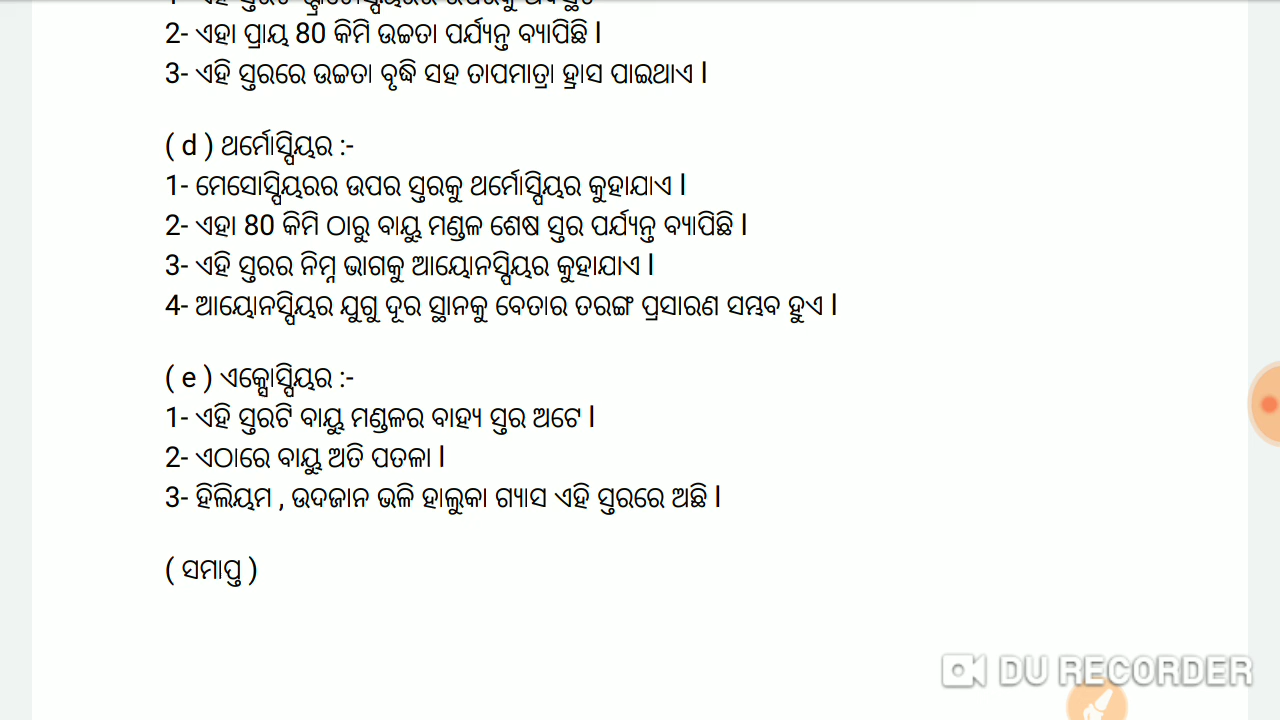 2- ଏହା ପ୍ରାୟ 80 କିମି ଉଚ୍ଚତା ପର୍ଯ୍ୟନ୍ତ ବ୍ୟାପିଛି l
3- ଏହି ସ୍ତରରେ ଉଚ୍ଚତା ବୃଦ୍ଧି ସହ ତାପମାତ୍ରା ହ୍ରାସ ପାଇଥାଏ l
( d ) ଥର୍ମୋସ୍ପିୟର :-
1- ମେସୋସ୍ପିୟରର ଉପର ସ୍ତରକୁ ଥର୍ମୋସ୍ପିୟର କୁହାଯାଏ l
2- ଏହା 80 କିମି ଠାରୁ ବାୟୁ ମଣ୍ଡଳ ଶେଷ ସ୍ତର ପର୍ଯ୍ୟନ୍ତ ବ୍ୟାପିଛି l
3- ଏହି ସ୍ତରର ନିମ୍ନ ଭାଗକୁ ଆୟୋନସ୍ପିୟର କୁହାଯାଏ l
4- ଆୟୋନସ୍ପିୟର ଯୁଗୁ ଦୂର ସ୍ଥାନକୁ ବେତାର ତରଙ୍ଗ ପ୍ରସାରଣ ସମ୍ଭବ ହୁଏ l
( e ) ଏକ୍ସୋସ୍ପିୟର :-
1- ଏହି ସ୍ତରଟି ବାୟୁ ମଣ୍ଡଳର ବାହ୍ୟ ସ୍ତର ଅଟେ l
2- ଏଠାରେ ବାୟୁ ଅତି ପତଳା l
3- ହିଲିୟମ , ଉଦଜାନ ଭଳି ହାଲୁକା ଗ୍ୟାସ ଏହି ସ୍ତରରେ ଅଛି l
( ସମାପ୍ତ )
DU RECORDER